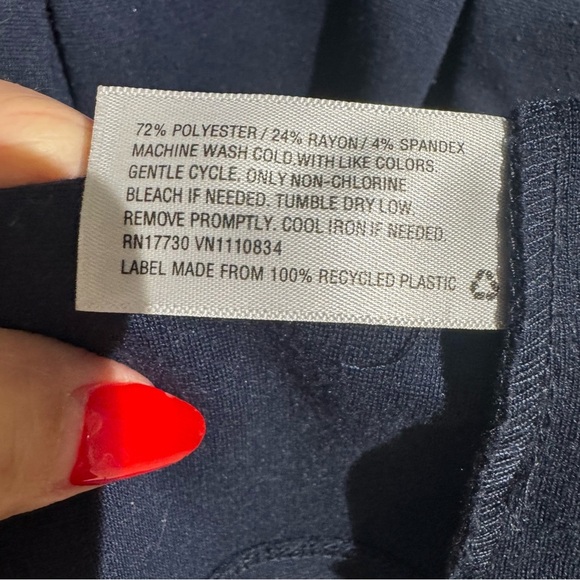 72% POLYESTER / 24% RAYON / 4% SPANDEX
MACHINE WASH COLD, WITH LIKE COLORS
GENTLE CYCLE. ONLY NON-CHLORINE
BLEACH IF NEEDED. TUMBLE DRY LOW.
REMOVE PROMPTLY. COOL IRON IF NEEDED.
RN17730 VN1110834
LABEL MADE FROM 100% RECYCLED PLASTIC